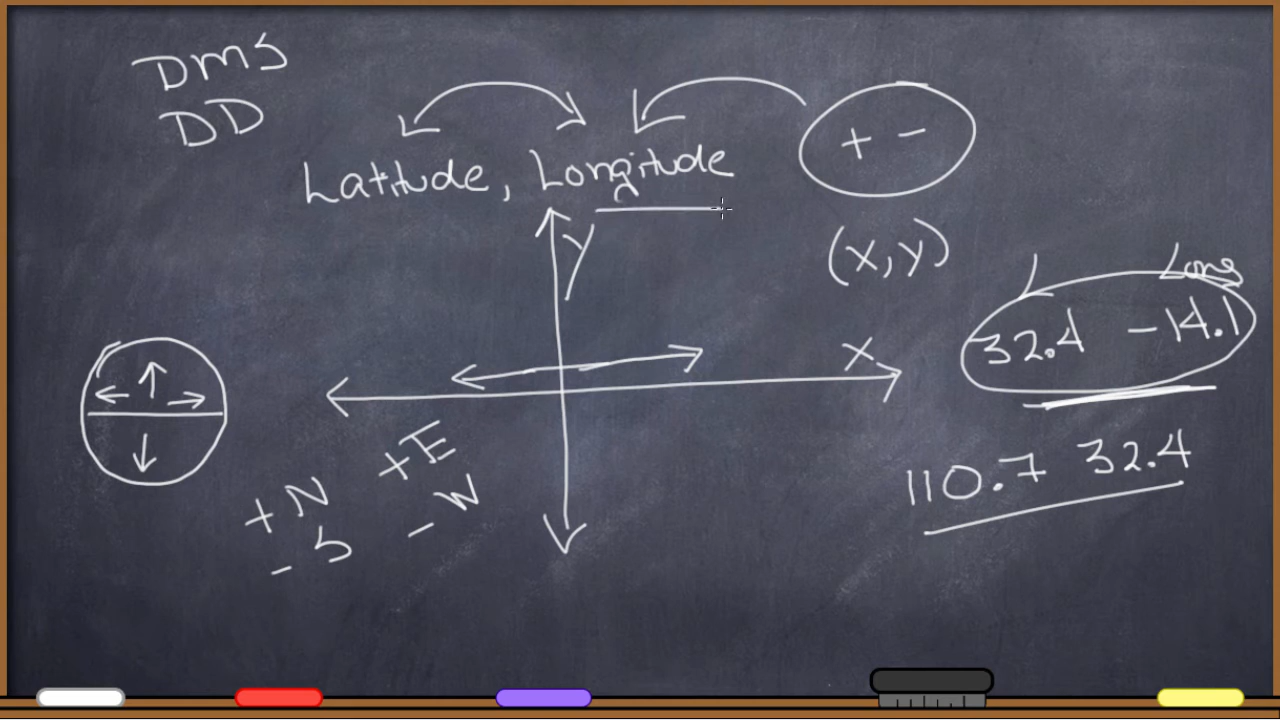 DMS
DD
Latitude, Longitude
+ -
y
(x,y)
Long
32.4 -14.1
x
110.7 32.4
+E
-W
+N
-S